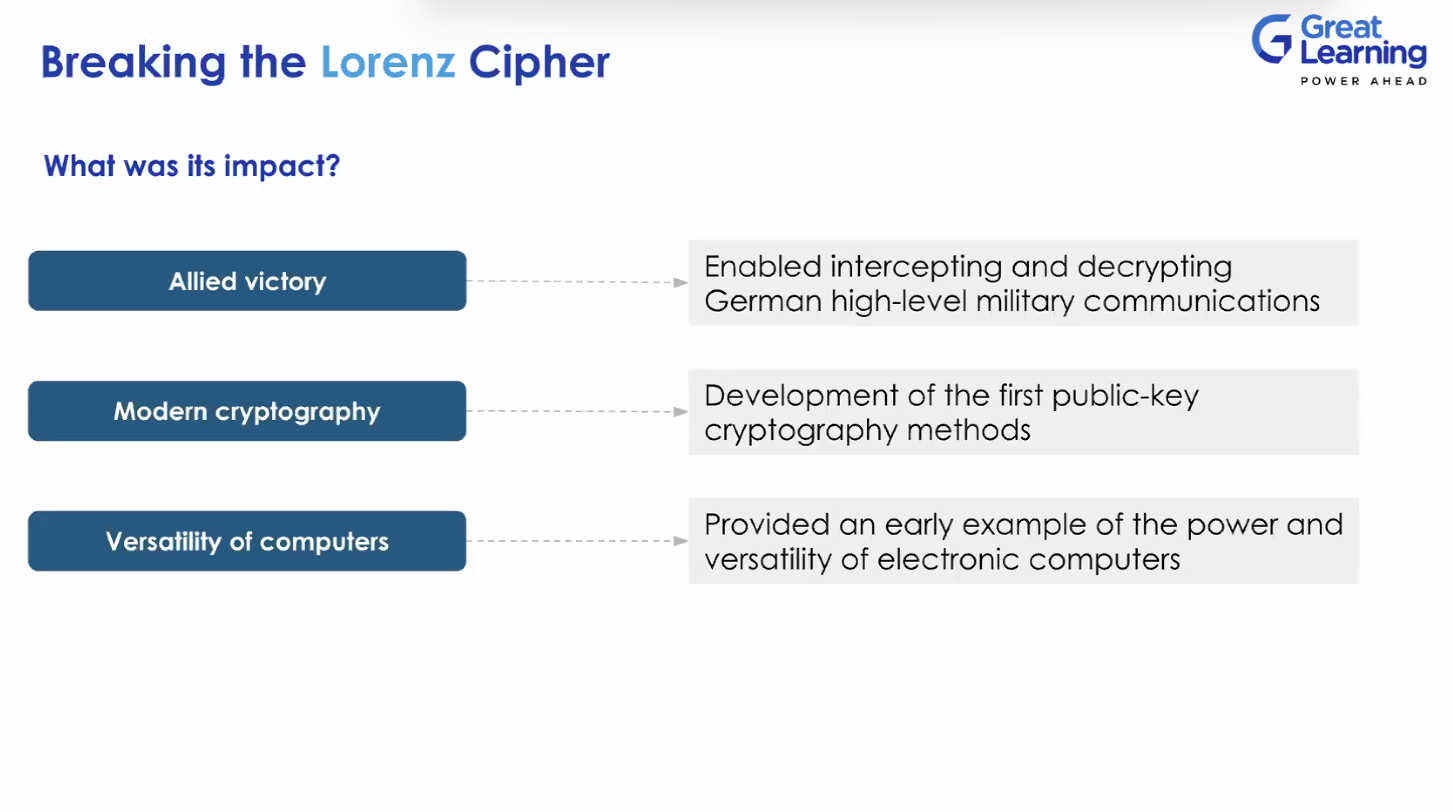 Breaking the Lorenz Cipher
Great
Learning
POWER AHEAD
What was its impact?
Allied victory
Enabled intercepting and decrypting
German high-level military communications
Modern cryptography
Development of the first public-key
cryptography methods
Versatility of computers
Provided an early example of the power and
versatility of electronic computers